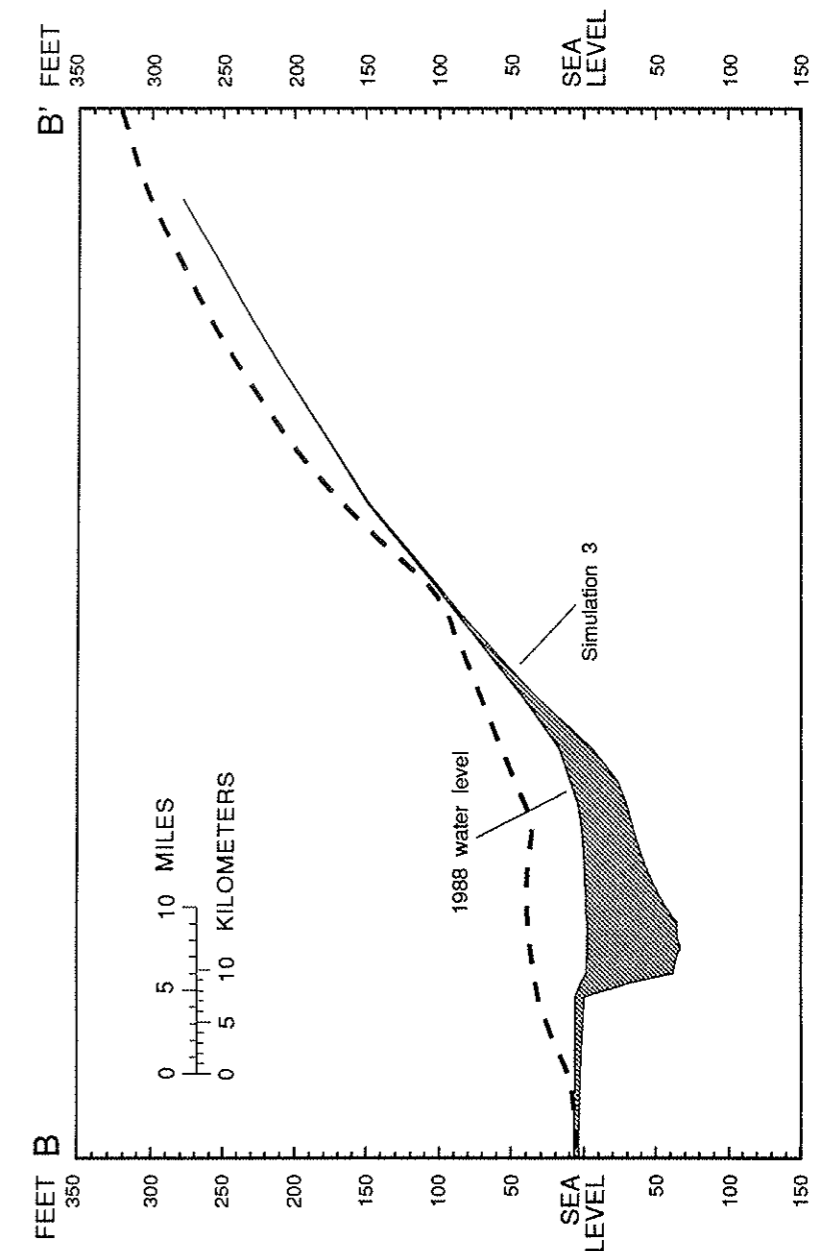 FEET B
350
300
250
200
150
100
50
SEA
LEVEL
50
100
150
0 5 10 MILES
0 5 10 KILOMETERS
1988 water level
Simulation 3
B' FEET
350
300
250
200
150
100
50
SEA
LEVEL
50
100
150